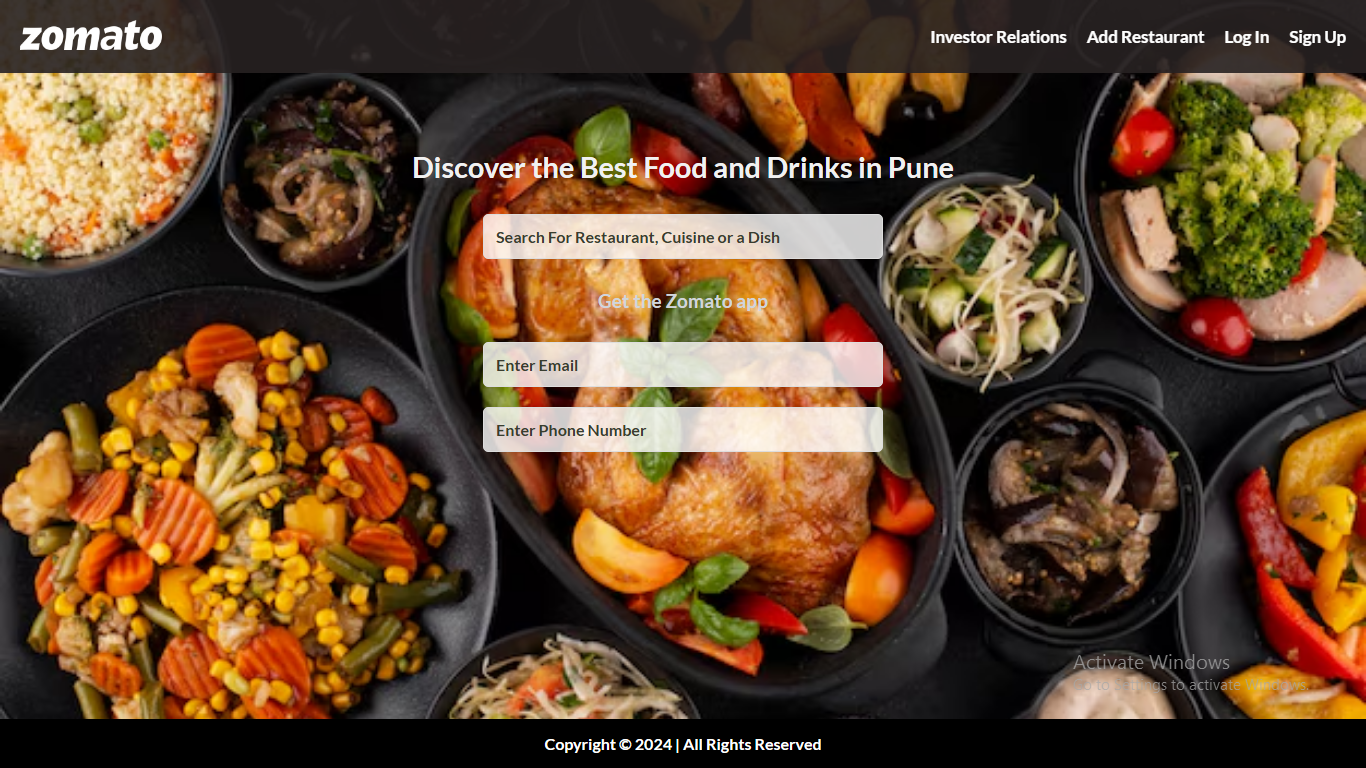 zomato
Investor Relations Add Restaurant Log In Sign Up
Discover the Best Food and Drinks in Pune
Search For Restaurant, Cuisine or a Dish
Get the Zomato app
Enter Email
Enter Phone Number
Activate Windows
Go to Settings to activate Windows.
Copyright © 2024 | All Rights Reserved